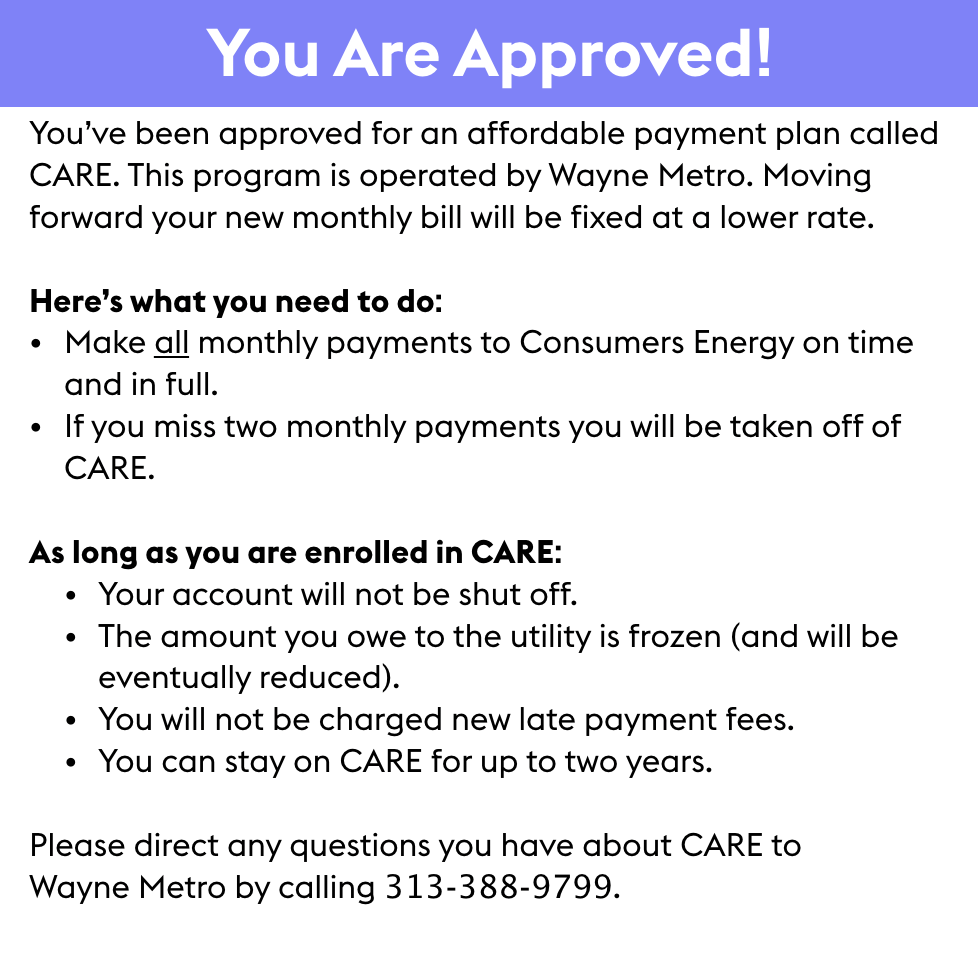 You Are Approved!
You’ve been approved for an affordable payment plan called
CARE. This program is operated by Wayne Metro. Moving
forward your new monthly bill will be fixed at a lower rate.
Here’s what you need to do:
• Make all monthly payments to Consumers Energy on time
and in full.
• If you miss two monthly payments you will be taken off of
CARE.
As long as you are enrolled in CARE:
• Your account will not be shut off.
• The amount you owe to the utility is frozen (and will be
eventually reduced).
• You will not be charged new late payment fees.
• You can stay on CARE for up to two years.
Please direct any questions you have about CARE to
Wayne Metro by calling 313-388-9799.